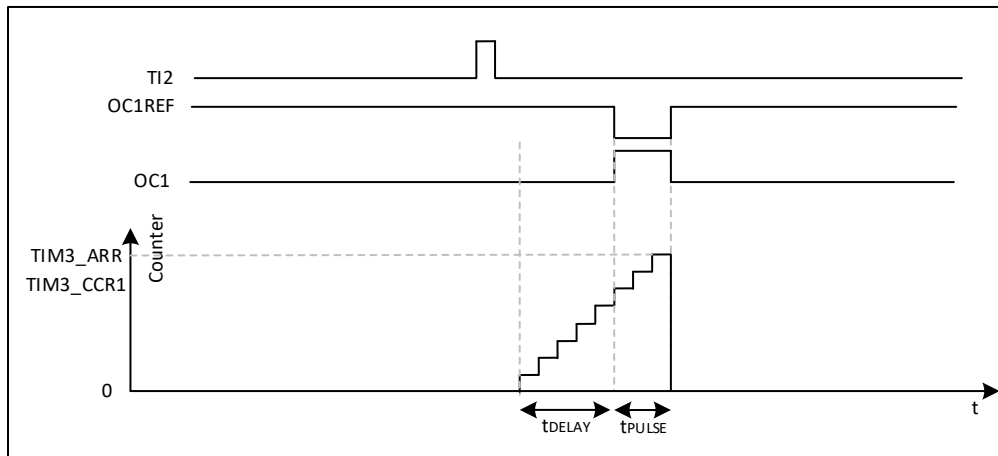 TI2
OC1REF
OC1
Counter
TIM3_ARR
TIM3_CCR1
0
t
tDELAY
tPULSE